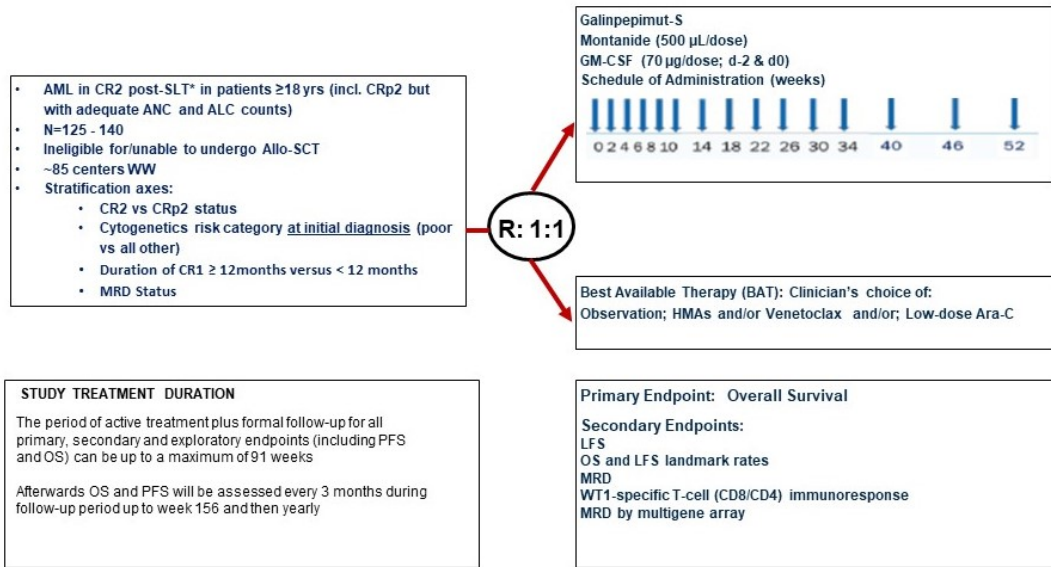 • AML in CR2 post-SLT* in patients ≥18 yrs (incl. CRp2 but
with adequate ANC and ALC counts)
• N=125 - 140
• Ineligible for/unable to undergo Allo-SCT
• ~85 centers WW
• Stratification axes:
• CR2 vs CRp2 status
• Cytogenetics risk category at initial diagnosis (poor
vs all other)
• Duration of CR1 ≥ 12months versus < 12 months
• MRD Status
R: 1:1
Galinpepimut-S
Montanide (500 µL/dose)
GM-CSF (70 µg/dose; d-2 & d0)
Schedule of Administration (weeks)
0 2 4 6 8 10 14 18 22 26 30 34 40 46 52
Best Available Therapy (BAT): Clinician's choice of:
Observation; HMAs and/or Venetoclax and/or; Low-dose Ara-C
STUDY TREATMENT DURATION
The period of active treatment plus formal follow-up for all
primary, secondary and exploratory endpoints (including PFS
and OS) can be up to a maximum of 91 weeks
Afterwards OS and PFS will be assessed every 3 months during
follow-up period up to week 156 and then yearly
Primary Endpoint: Overall Survival
Secondary Endpoints:
LFS
OS and LFS landmark rates
MRD
WT1-specific T-cell (CD8/CD4) immunoresponse
MRD by multigene array